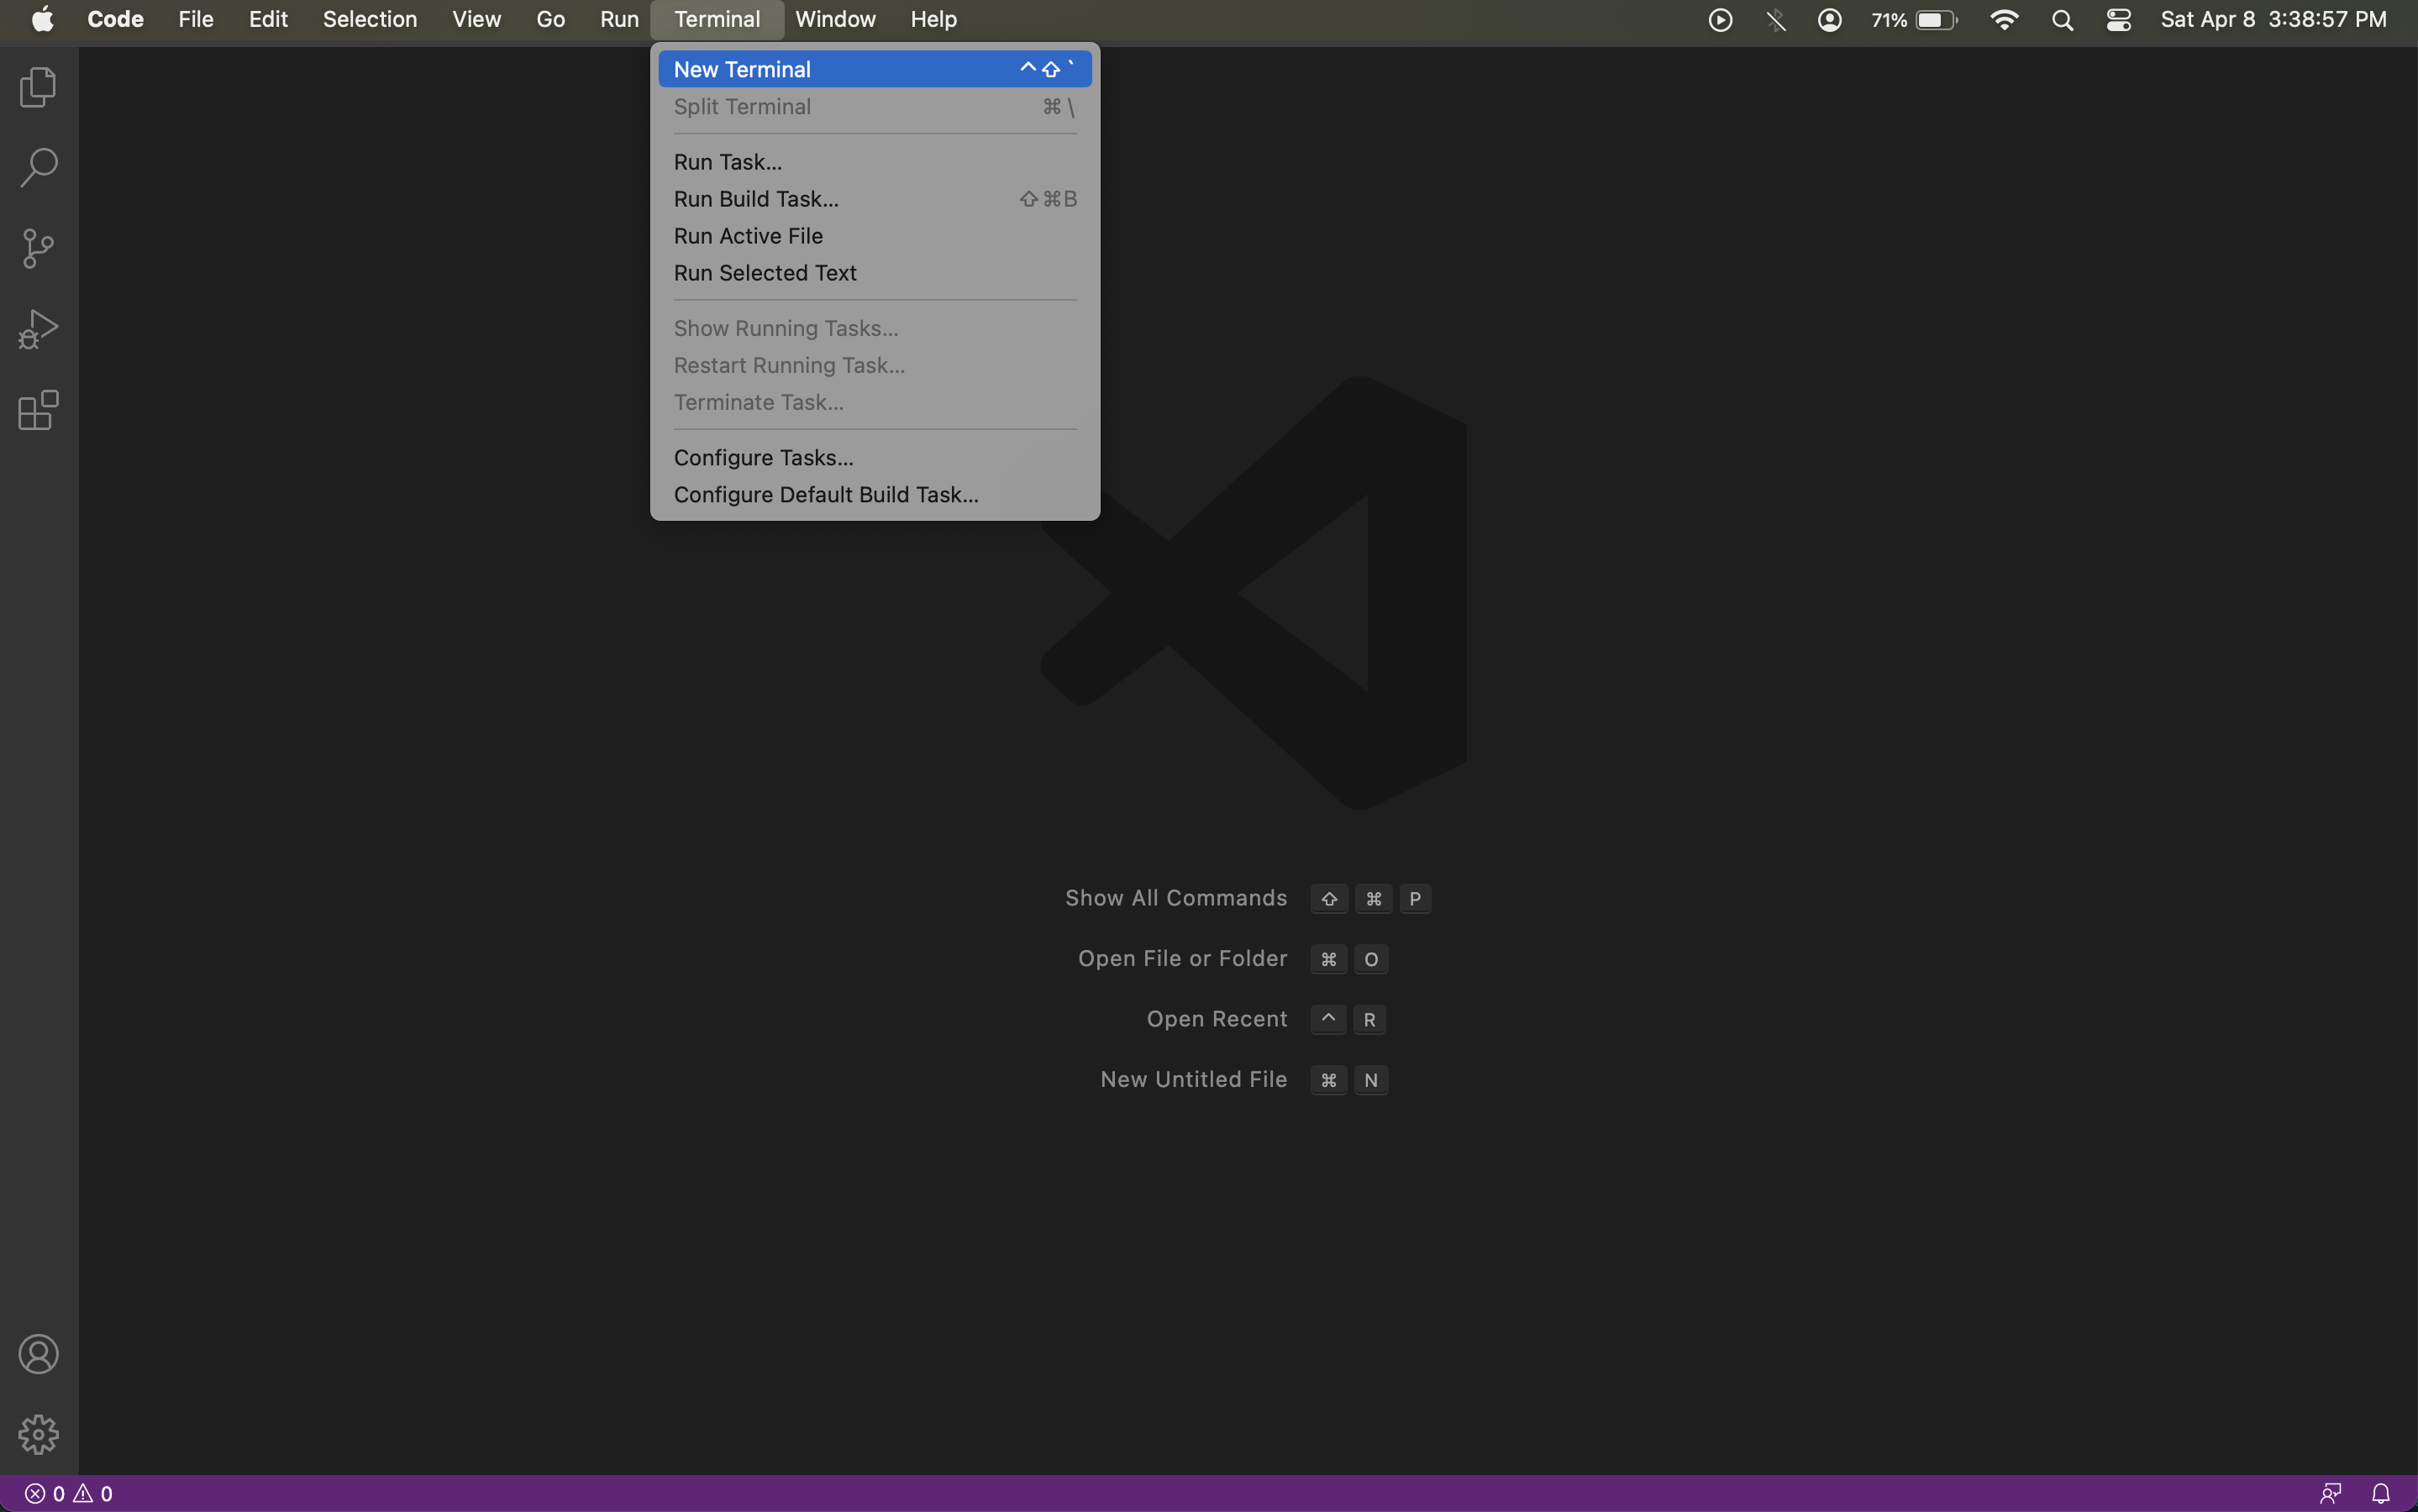 Code File Edit Selection View Go Run Terminal Window Help 71% Sat Apr 8 3:38:57 PM
New Terminal ⌃⇧`
Split Terminal ⌘\
Run Task...
Run Build Task... ⇧⌘B
Run Active File
Run Selected Text
Show Running Tasks...
Restart Running Task...
Terminate Task...
Configure Tasks...
Configure Default Build Task...
Show All Commands ⇧ ⌘ P
Open File or Folder ⌘ O
Open Recent ⌃ R
New Untitled File ⌘ N
0 0